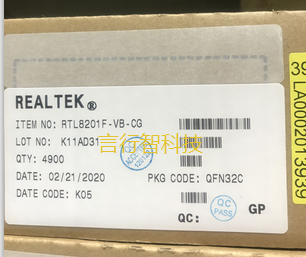 REALTEK®
ITEM NO: RTL8201F-VB-CG
LOT NO: K11AD31
QTY: 4900
DATE: 02/21/2020
PKG CODE: QFN32C
DATE CODE: K05
QC:
QC
PASS
GP
言行智科技
LA0002013939
39